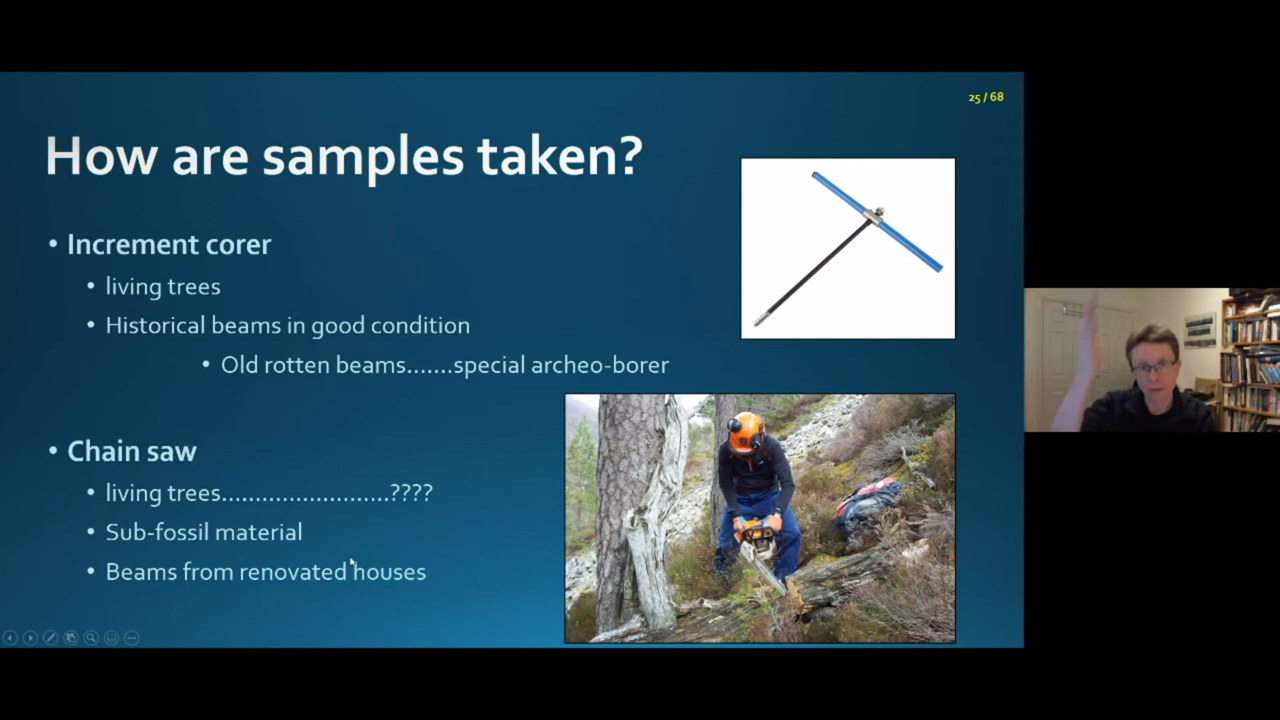 25 / 68
How are samples taken?
• Increment corer
• living trees
• Historical beams in good condition
• Old rotten beams.......special archeo-borer
• Chain saw
• living trees.........................????
• Sub-fossil material
• Beams from renovated houses